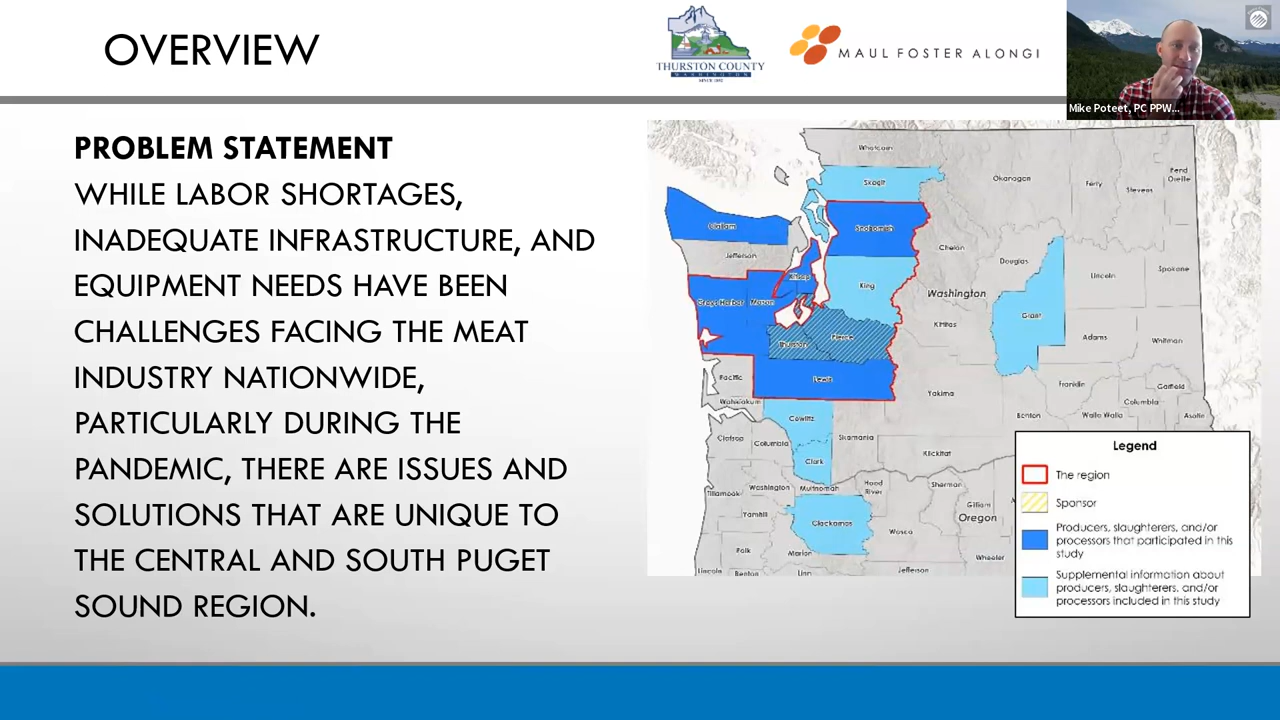 OVERVIEW
THURSTON COUNTY
WASHINGTON
SINCE 1852
MAUL FOSTER ALONGI
Mike Poteet, PC PPW...
PROBLEM STATEMENT
WHILE LABOR SHORTAGES,
INADEQUATE INFRASTRUCTURE, AND
EQUIPMENT NEEDS HAVE BEEN
CHALLENGES FACING THE MEAT
INDUSTRY NATIONWIDE,
PARTICULARLY DURING THE
PANDEMIC, THERE ARE ISSUES AND
SOLUTIONS THAT ARE UNIQUE TO
THE CENTRAL AND SOUTH PUGET
SOUND REGION.
Whatcom
Skagit
Okanogan
Ferry
Stevens
Pend
Oreille
Clallam
Snohomish
Jefferson
Chelan
Douglas
Kitsap
King
Lincoln
Spokane
Grays Harbor
Mason
Washington
Grant
Kittitas
Adams
Whitman
Thurston
Pierce
Pacific
Lewis
Yakima
Franklin
Garfield
Wahkiakum
Columbia
Benton
Walla Walla
Asotin
Cowlitz
Clatsop
Columbia
Skamania
Klickitat
Clark
Washington
Multnomah
Hood
River
Sherman
Tillamook
Gilliam
Yamhill
Clackamas
Wasco
Oregon
Polk
Marion
Wheeler
Lincoln
Benton
Linn
Jefferson
Legend
The region
Sponsor
Producers, slaughterers, and/or
processors that participated in this
study
Supplemental information about
producers, slaughterers, and/or
processors included in this study